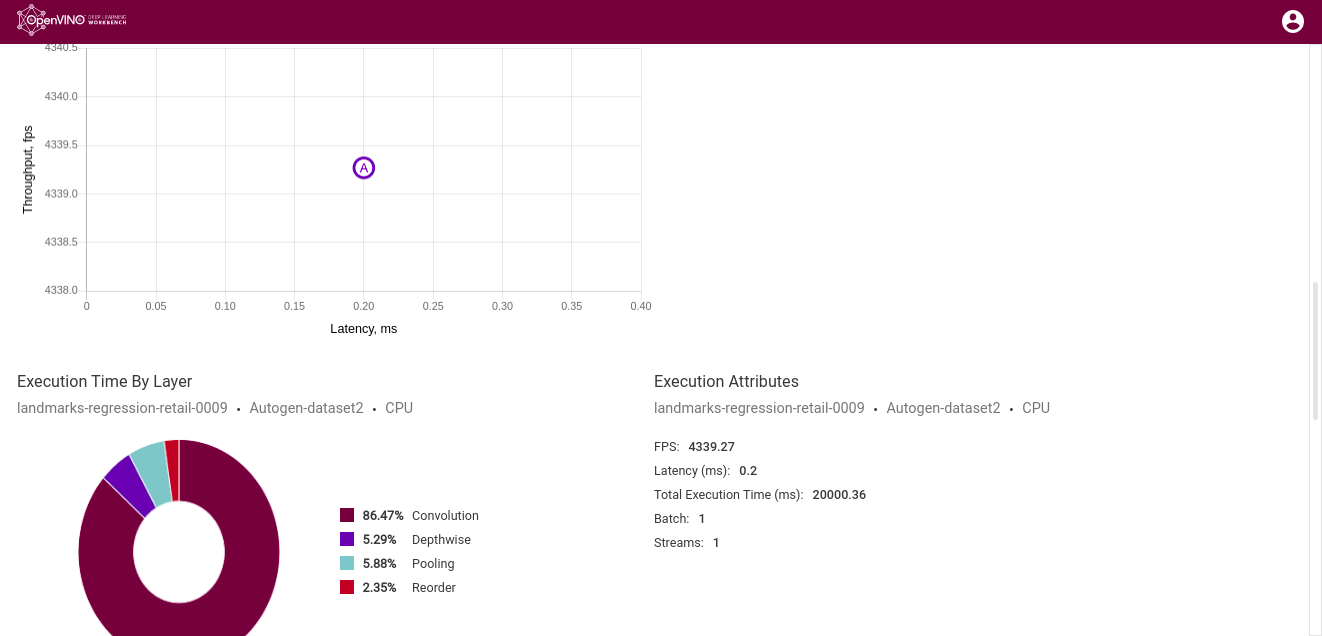 OpenVINO DEEP LEARNING WORKBENCH
4340.5
4340.0
4339.5
4339.0
4338.5
4338.0
Throughput, fps
A
0 0.05 0.10 0.15 0.20 0.25 0.30 0.35 0.40
Latency, ms
Execution Time By Layer
landmarks-regression-retail-0009 • Autogen-dataset2 • CPU
86.47% Convolution
5.29% Depthwise
5.88% Pooling
2.35% Reorder
Execution Attributes
landmarks-regression-retail-0009 • Autogen-dataset2 • CPU
FPS: 4339.27
Latency (ms): 0.2
Total Execution Time (ms): 20000.36
Batch: 1
Streams: 1